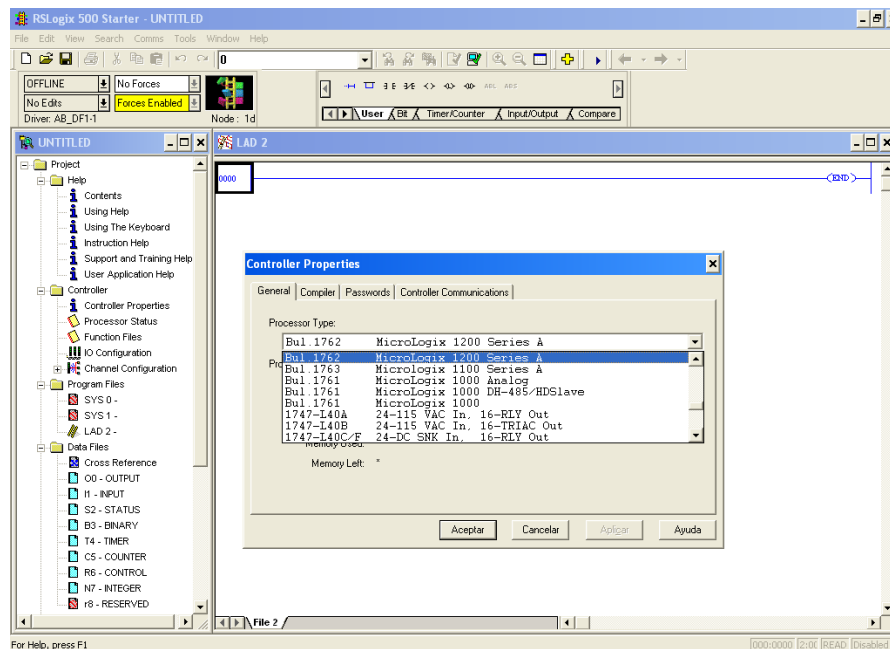 RSLogix 500 Starter - UNTITLED
File Edit View Search Comms Tools Window Help
0
OFFLINE No Forces
No Edits Forces Enabled
Driver: AB_DF1-1 Node: 1d
User Bit Timer/Counter Input/Output Compare
UNTITLED
Project
Help
Contents
Using Help
Using The Keyboard
Instruction Help
Support and Training Help
User Application Help
Controller
Controller Properties
Processor Status
Function Files
IO Configuration
Channel Configuration
Program Files
SYS 0 -
SYS 1 -
LAD 2 -
Data Files
Cross Reference
O0 - OUTPUT
I1 - INPUT
S2 - STATUS
B3 - BINARY
T4 - TIMER
C5 - COUNTER
R6 - CONTROL
N7 - INTEGER
r8 - RESERVED
LAD 2
0000
END
Controller Properties
General Compiler Passwords Controller Communications
Processor Type:
Bul.1762 MicroLogix 1200 Series A
Bul.1762 MicroLogix 1200 Series A
Bul.1763 Micrologix 1100 Series A
Bul.1761 MicroLogix 1000 Analog
Bul.1761 MicroLogix 1000 DH-485/HDSlave
Bul.1761 MicroLogix 1000
1747-L40A 24-115 VAC In, 16-RLY Out
1747-L40B 24-115 VAC In, 16-TRIAC Out
1747-L40C/F 24-DC SNK In, 16-RLY Out
Memory Used:
Memory Left: *
Aceptar Cancelar Aplicar Ayuda
File 2
For Help, press F1
000:0000 READ Disabled